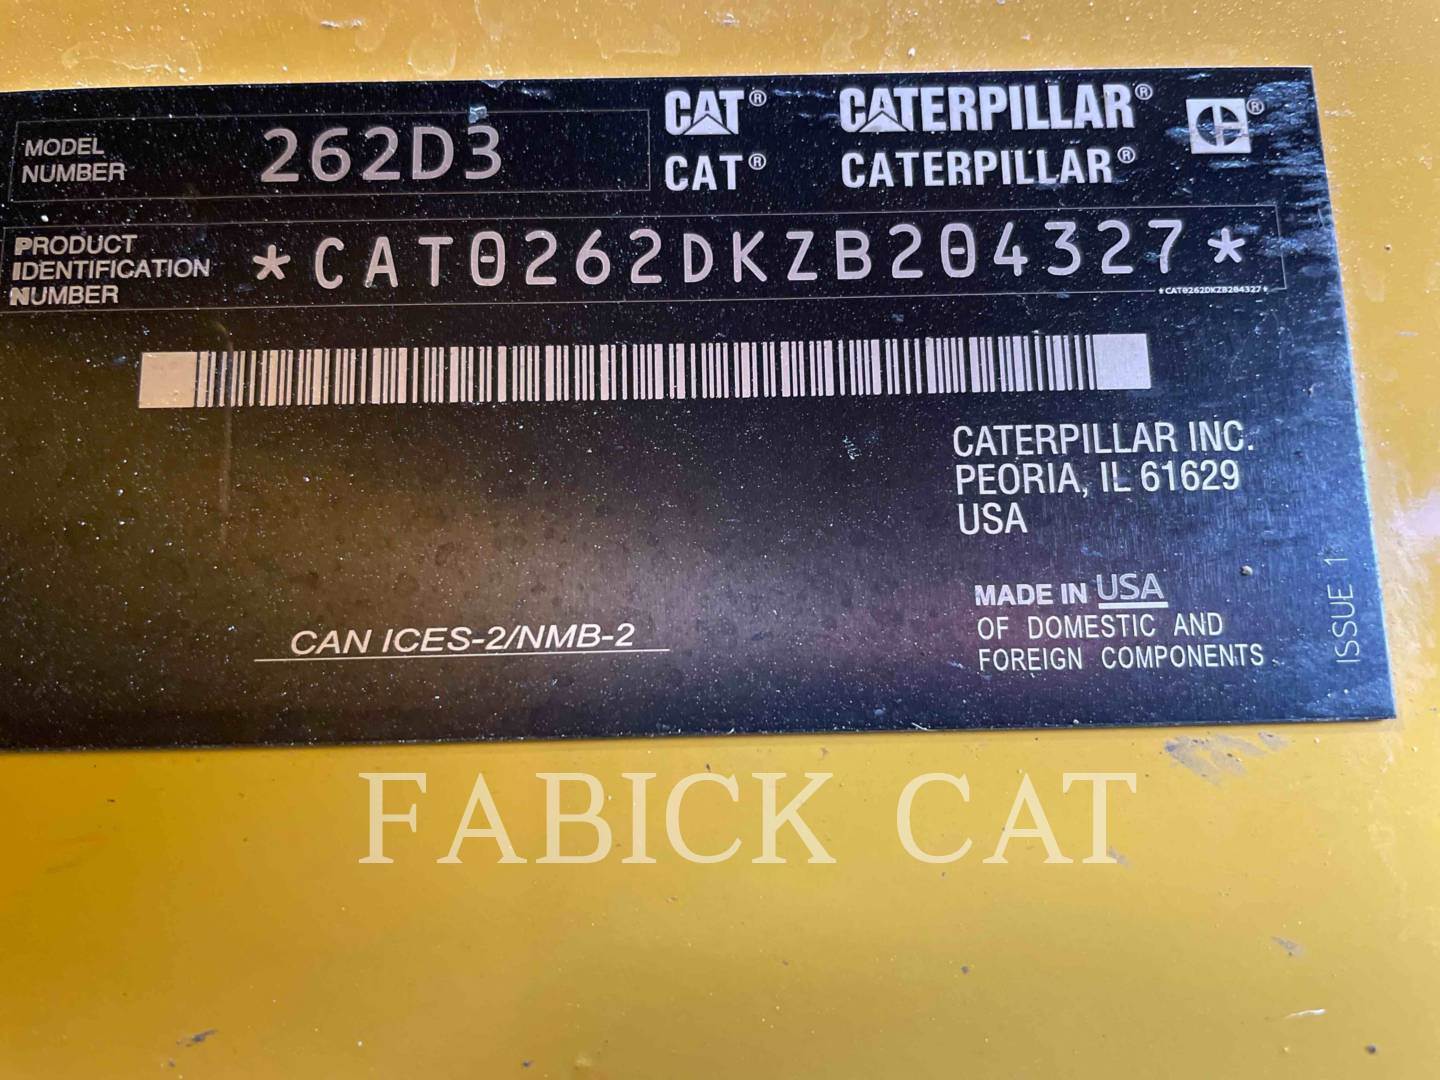 MODEL NUMBER 262D3
CAT® CATERPILLAR® ®
CAT® CATERPILLAR®
PRODUCT IDENTIFICATION NUMBER *CAT0262DKZB204327*
*CAT0262DKZB204327*
CATERPILLAR INC.
PEORIA, IL 61629
USA
MADE IN USA
OF DOMESTIC AND
FOREIGN COMPONENTS
CAN ICES-2/NMB-2
ISSUE 1
FABICK CAT